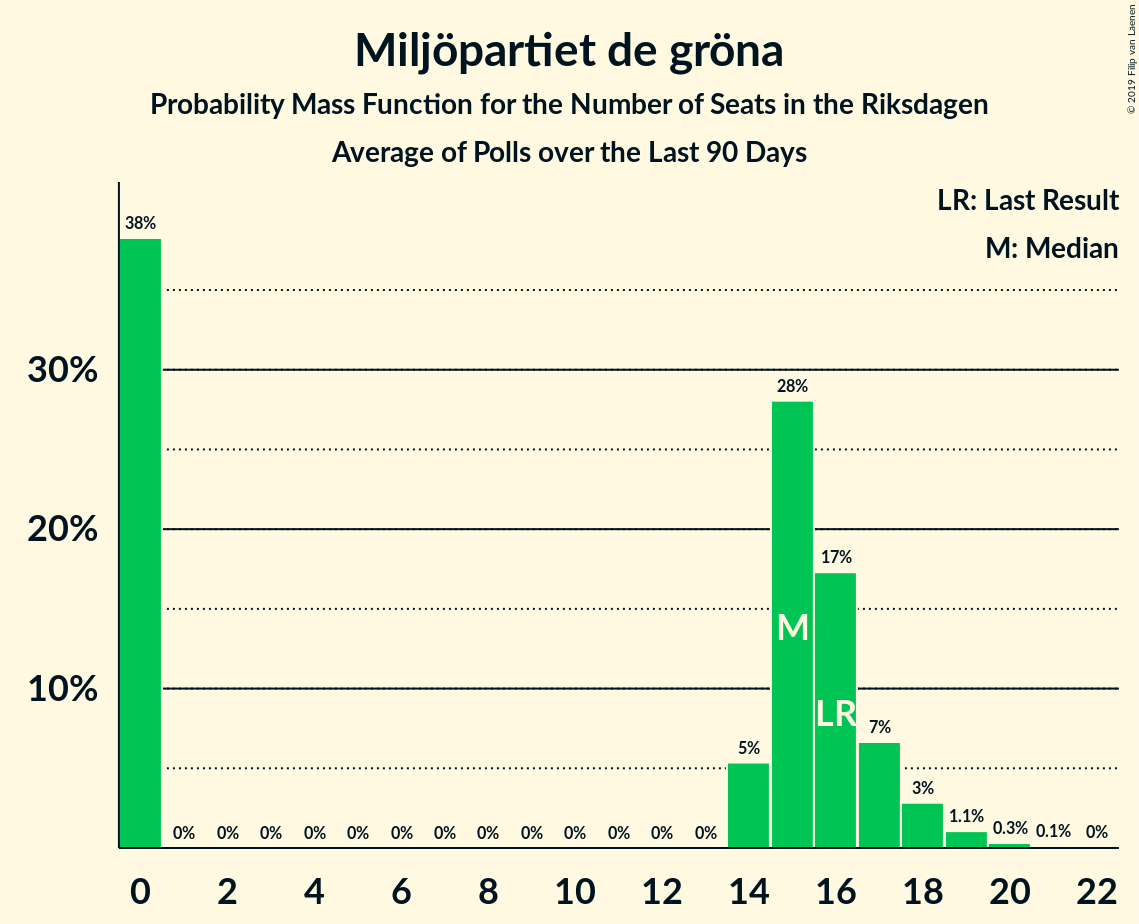 Miljöpartiet de gröna
Probability Mass Function for the Number of Seats in the Riksdagen
Average of Polls over the Last 90 Days
© 2019 Filip van Laenen
LR: Last Result
M: Median
38%
30%
28%
20%
17%
M
10%
LR
7%
5%
3%
0% 0% 0% 0% 0% 0% 0% 0% 0% 0% 0% 0% 0% 1.1% 0.3% 0.1% 0%
0 2 4 6 8 10 12 14 16 18 20 22